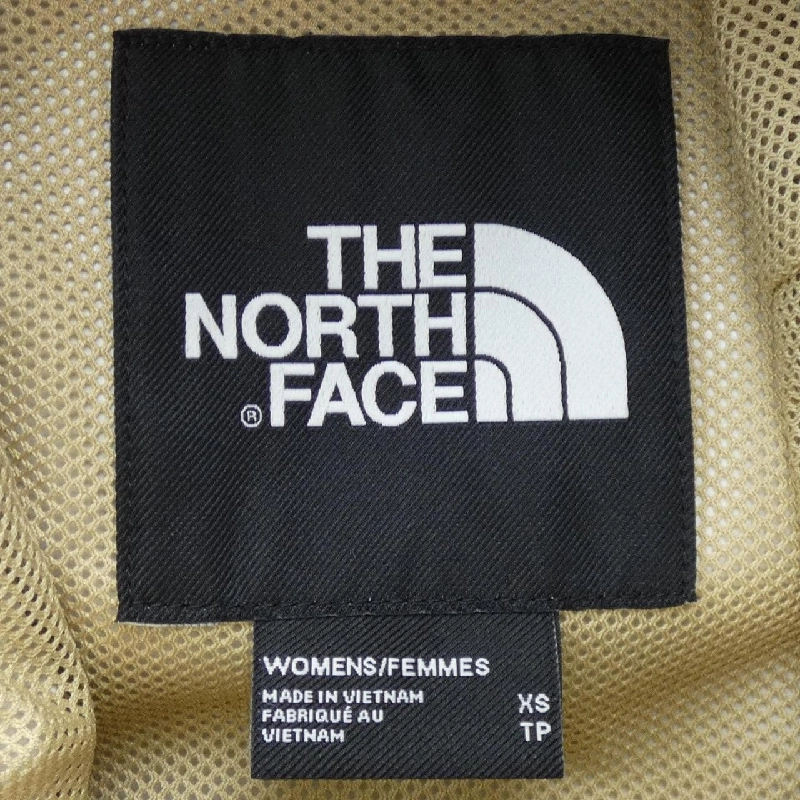 THE
NORTH
® FACE
WOMENS/FEMMES
MADE IN VIETNAM
FABRIQUÉ AU
VIETNAM
XS
TP